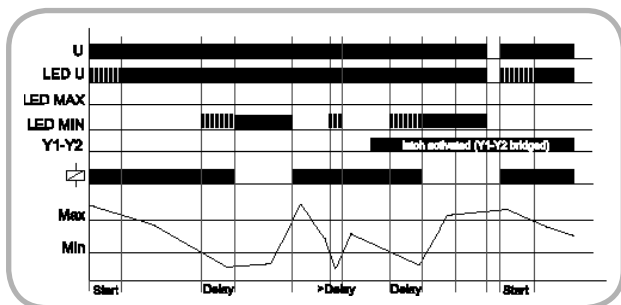 U
LED U
LED MAX
LED MIN
Y1-Y2
latch activated (Y1-Y2 bridged)
Max
Min
Start
Delay
>Delay
Delay
Start